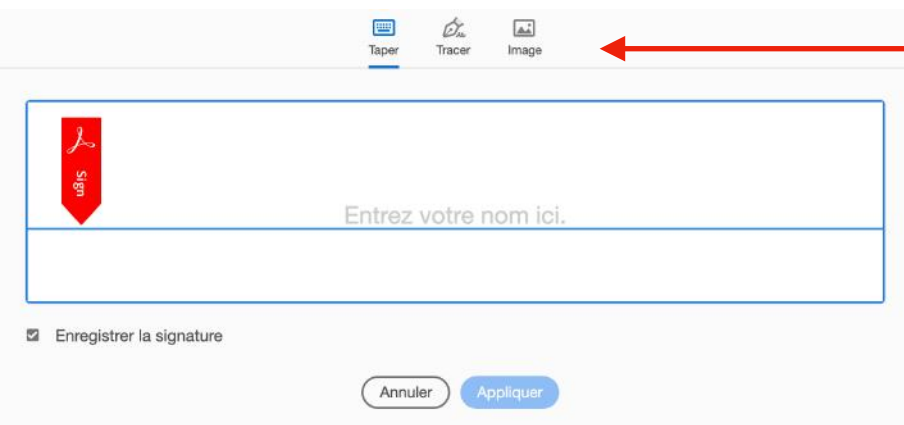 Taper Tracer Image
Sign
Entrez votre nom ici.
Enregistrer la signature
Annuler Appliquer